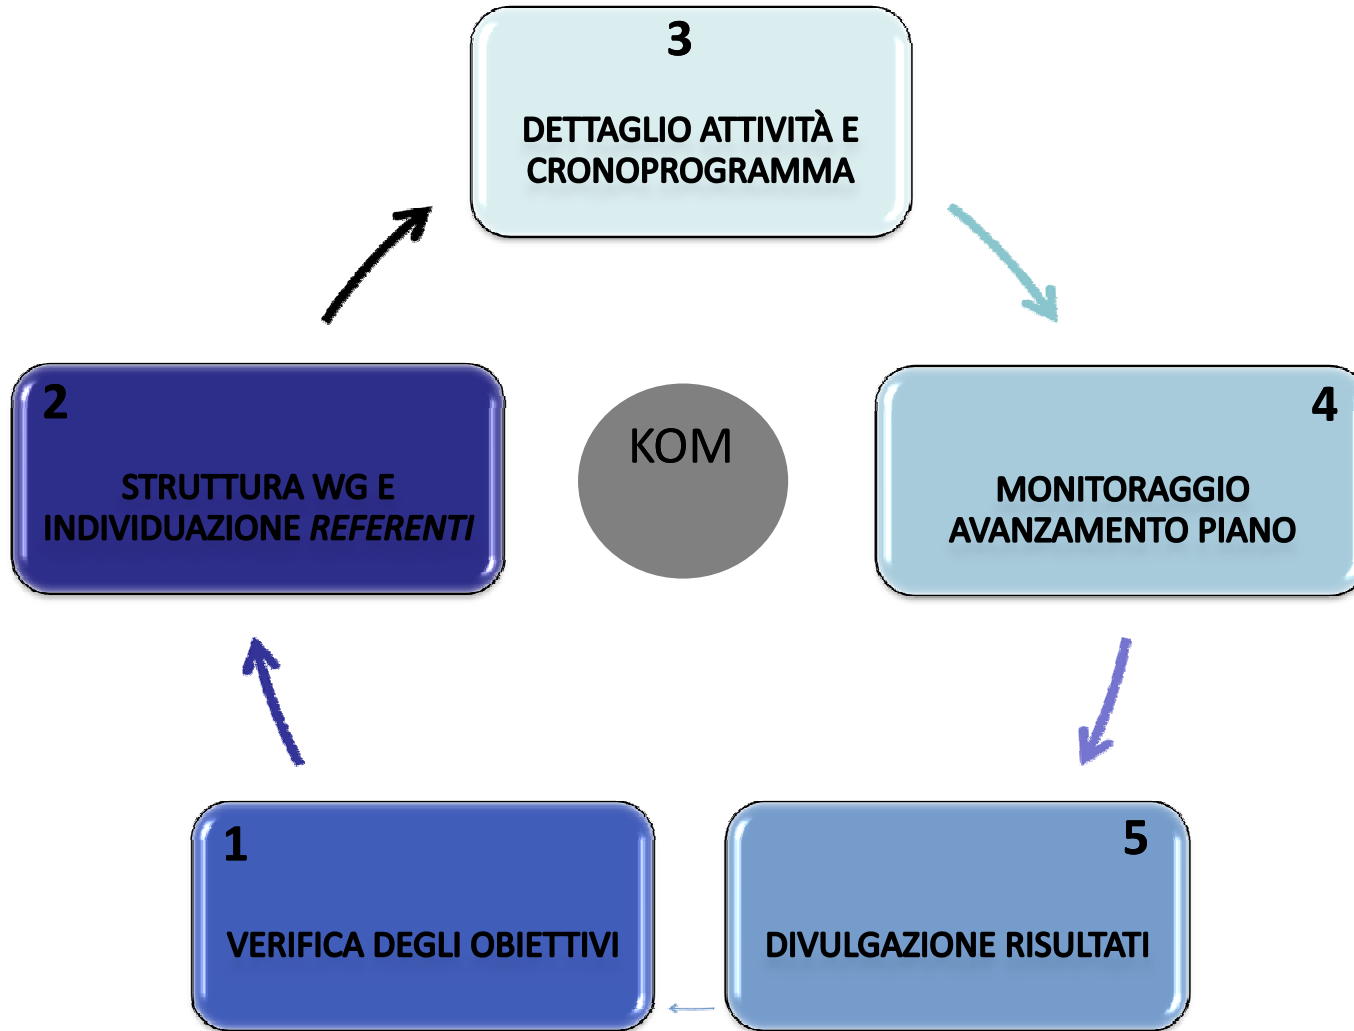 3
DETTAGLIO ATTIVITÀ E
CRONOPROGRAMMA
2
STRUTTURA WG E
INDIVIDUAZIONE REFERENTI
KOM
4
MONITORAGGIO
AVANZAMENTO PIANO
1
VERIFICA DEGLI OBIETTIVI
5
DIVULGAZIONE RISULTATI